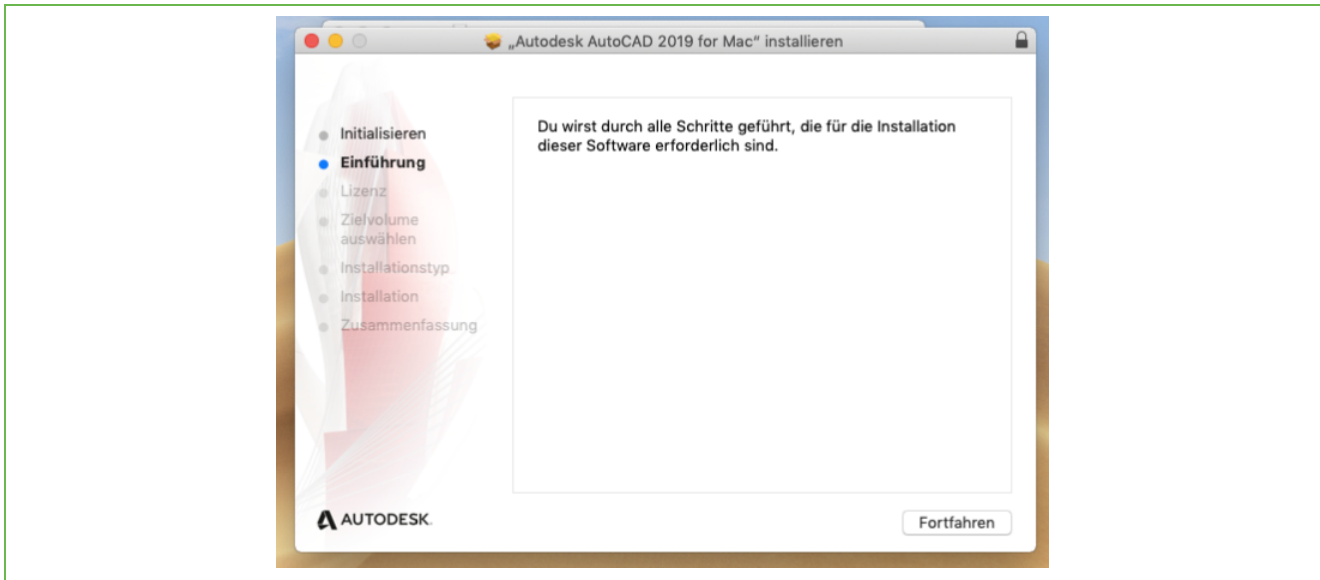 „Autodesk AutoCAD 2019 for Mac“ installieren
Initialisieren
Einführung
Lizenz
Zielvolume
auswählen
Installationstyp
Installation
Zusammenfassung
Du wirst durch alle Schritte geführt, die für die Installation
dieser Software erforderlich sind.
AUTODESK.
Fortfahren